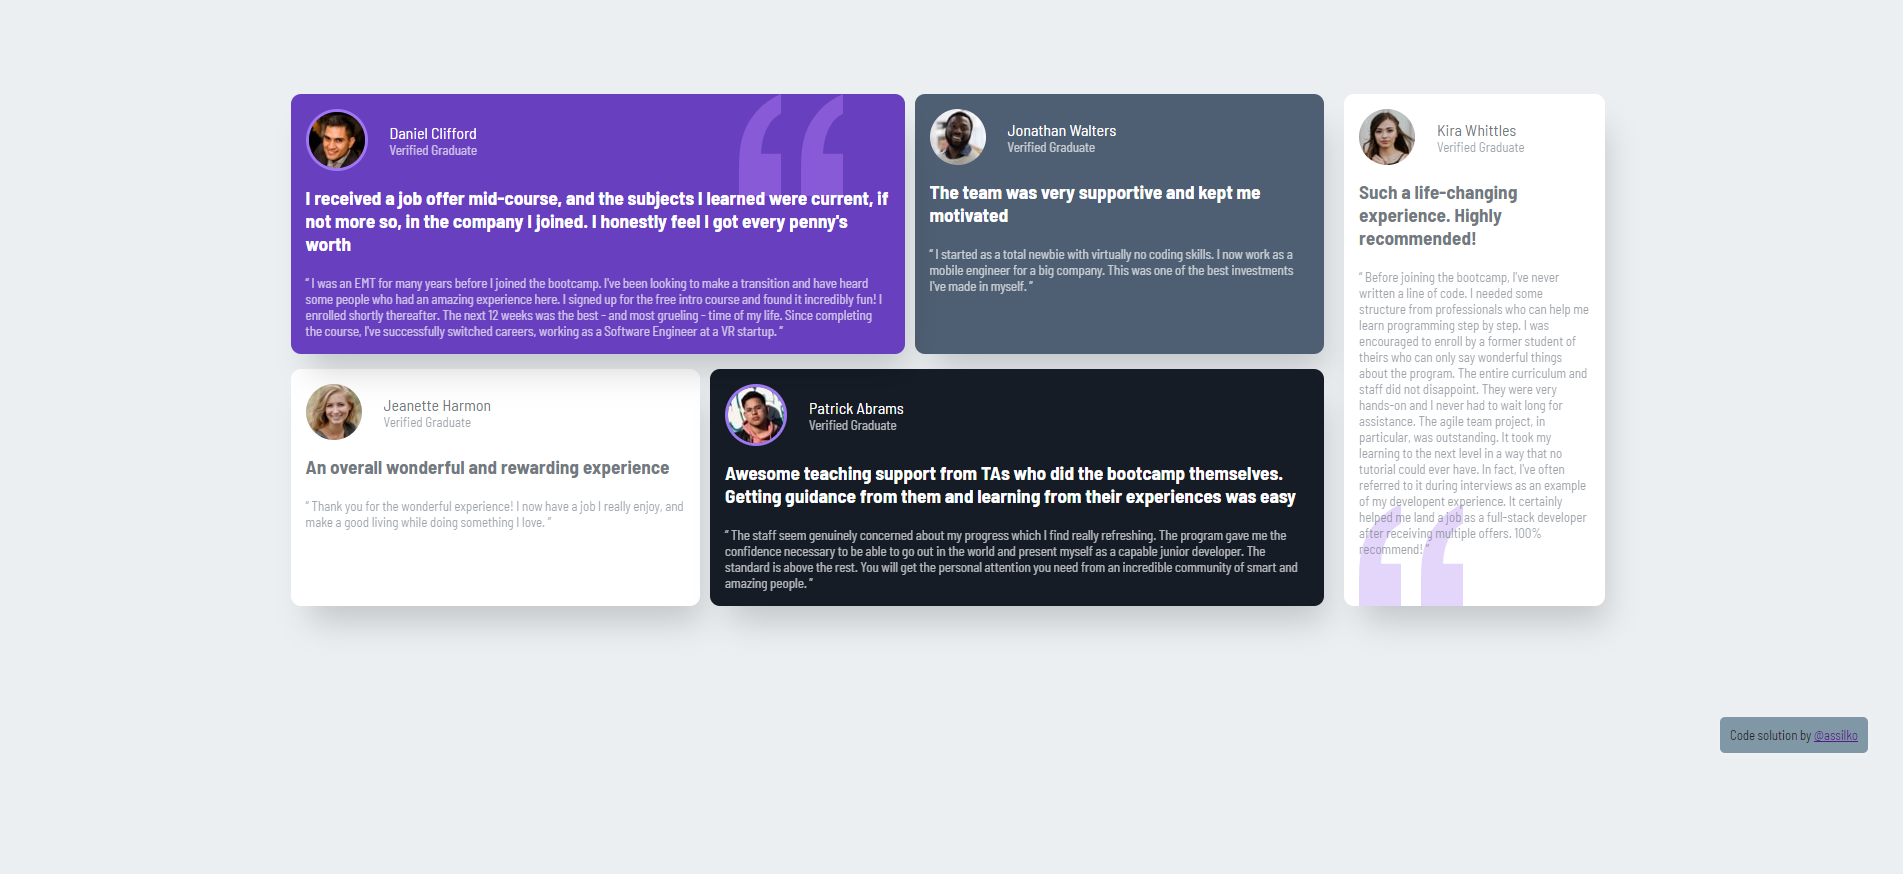 Daniel Clifford
Verified Graduate
I received a job offer mid-course, and the subjects I learned were current, if
not more so, in the company I joined. I honestly feel I got every penny's
worth
“ I was an EMT for many years before I joined the bootcamp. I've been looking to make a transition and have heard
some people who had an amazing experience here. I signed up for the free intro course and found it incredibly fun! I
enrolled shortly thereafter. The next 12 weeks was the best - and most grueling - time of my life. Since completing
the course, I've successfully switched careers, working as a Software Engineer at a VR startup. ”
Jonathan Walters
Verified Graduate
The team was very supportive and kept me
motivated
“ I started as a total newbie with virtually no coding skills. I now work as a
mobile engineer for a big company. This was one of the best investments
I've made in myself. ”
Kira Whittles
Verified Graduate
Such a life-changing
experience. Highly
recommended!
“ Before joining the bootcamp, I've never
written a line of code. I needed some
structure from professionals who can help me
learn programming step by step. I was
encouraged to enroll by a former student of
theirs who can only say wonderful things
about the program. The entire curriculum and
staff did not disappoint. They were very
hands-on and I never had to wait long for
assistance. The agile team project, in
particular, was outstanding. It took my
learning to the next level in a way that no
tutorial could ever have. In fact, I've often
referred to it during interviews as an example
of my developent experience. It certainly
helped me land a job as a full-stack developer
after receiving multiple offers. 100%
recommend! ”
Jeanette Harmon
Verified Graduate
An overall wonderful and rewarding experience
“ Thank you for the wonderful experience! I now have a job I really enjoy, and
make a good living while doing something I love. ”
Patrick Abrams
Verified Graduate
Awesome teaching support from TAs who did the bootcamp themselves.
Getting guidance from them and learning from their experiences was easy
“ The staff seem genuinely concerned about my progress which I find really refreshing. The program gave me the
confidence necessary to be able to go out in the world and present myself as a capable junior developer. The
standard is above the rest. You will get the personal attention you need from an incredible community of smart and
amazing people. ”
Code solution by @assilko